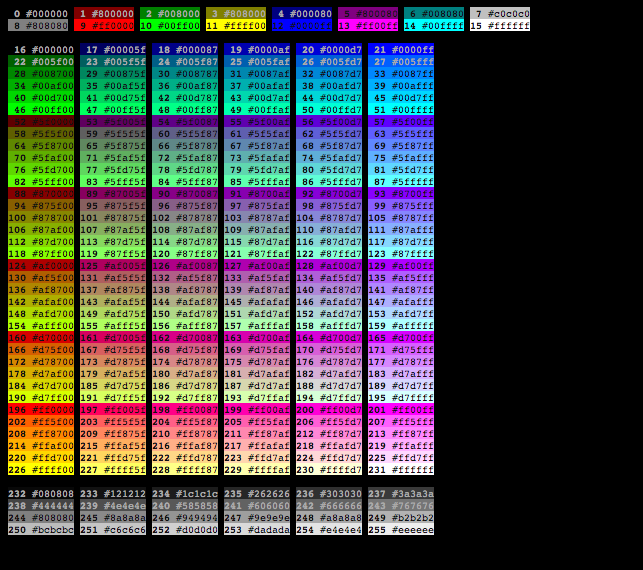 0 #000000 1 #800000 2 #008000 3 #808000 4 #000080 5 #800080 6 #008080 7 #c0c0c0
8 #808080 9 #ff0000 10 #00ff00 11 #ffff00 12 #0000ff 13 #ff00ff 14 #00ffff 15 #ffffff
16 #000000 17 #00005f 18 #000087 19 #0000af 20 #0000d7 21 #0000ff
22 #005f00 23 #005f5f 24 #005f87 25 #005faf 26 #005fd7 27 #005fff
28 #008700 29 #00875f 30 #008787 31 #0087af 32 #0087d7 33 #0087ff
34 #00af00 35 #00af5f 36 #00af87 37 #00afaf 38 #00afd7 39 #00afff
40 #00d700 41 #00d75f 42 #00d787 43 #00d7af 44 #00d7d7 45 #00d7ff
46 #00ff00 47 #00ff5f 48 #00ff87 49 #00ffaf 50 #00ffd7 51 #00ffff
52 #5f0000 53 #5f005f 54 #5f0087 55 #5f00af 56 #5f00d7 57 #5f00ff
58 #5f5f00 59 #5f5f5f 60 #5f5f87 61 #5f5faf 62 #5f5fd7 63 #5f5fff
64 #5f8700 65 #5f875f 66 #5f8787 67 #5f87af 68 #5f87d7 69 #5f87ff
70 #5faf00 71 #5faf5f 72 #5faf87 73 #5fafaf 74 #5fafd7 75 #5fafff
76 #5fd700 77 #5fd75f 78 #5fd787 79 #5fd7af 80 #5fd7d7 81 #5fd7ff
82 #5fff00 83 #5fff5f 84 #5fff87 85 #5fffaf 86 #5fffd7 87 #5fffff
88 #870000 89 #87005f 90 #870087 91 #8700af 92 #8700d7 93 #8700ff
94 #875f00 95 #875f5f 96 #875f87 97 #875faf 98 #875fd7 99 #875fff
100 #878700 101 #87875f 102 #878787 103 #8787af 104 #8787d7 105 #8787ff
106 #87af00 107 #87af5f 108 #87af87 109 #87afaf 110 #87afd7 111 #87afff
112 #87d700 113 #87d75f 114 #87d787 115 #87d7af 116 #87d7d7 117 #87d7ff
118 #87ff00 119 #87ff5f 120 #87ff87 121 #87ffaf 122 #87ffd7 123 #87ffff
124 #af0000 125 #af005f 126 #af0087 127 #af00af 128 #af00d7 129 #af00ff
130 #af5f00 131 #af5f5f 132 #af5f87 133 #af5faf 134 #af5fd7 135 #af5fff
136 #af8700 137 #af875f 138 #af8787 139 #af87af 140 #af87d7 141 #af87ff
142 #afaf00 143 #afaf5f 144 #afaf87 145 #afafaf 146 #afafd7 147 #afafff
148 #afd700 149 #afd75f 150 #afd787 151 #afd7af 152 #afd7d7 153 #afd7ff
154 #afff00 155 #afff5f 156 #afff87 157 #afffaf 158 #afffd7 159 #afffff
160 #d70000 161 #d7005f 162 #d70087 163 #d700af 164 #d700d7 165 #d700ff
166 #d75f00 167 #d75f5f 168 #d75f87 169 #d75faf 170 #d75fd7 171 #d75fff
172 #d78700 173 #d7875f 174 #d78787 175 #d787af 176 #d787d7 177 #d787ff
178 #d7af00 179 #d7af5f 180 #d7af87 181 #d7afaf 182 #d7afd7 183 #d7afff
184 #d7d700 185 #d7d75f 186 #d7d787 187 #d7d7af 188 #d7d7d7 189 #d7d7ff
190 #d7ff00 191 #d7ff5f 192 #d7ff87 193 #d7ffaf 194 #d7ffd7 195 #d7ffff
196 #ff0000 197 #ff005f 198 #ff0087 199 #ff00af 200 #ff00d7 201 #ff00ff
202 #ff5f00 203 #ff5f5f 204 #ff5f87 205 #ff5faf 206 #ff5fd7 207 #ff5fff
208 #ff8700 209 #ff875f 210 #ff8787 211 #ff87af 212 #ff87d7 213 #ff87ff
214 #ffaf00 215 #ffaf5f 216 #ffaf87 217 #ffafaf 218 #ffafd7 219 #ffafff
220 #ffd700 221 #ffd75f 222 #ffd787 223 #ffd7af 224 #ffd7d7 225 #ffd7ff
226 #ffff00 227 #ffff5f 228 #ffff87 229 #ffffaf 230 #ffffd7 231 #ffffff
232 #080808 233 #121212 234 #1c1c1c 235 #262626 236 #303030 237 #3a3a3a
238 #444444 239 #4e4e4e 240 #585858 241 #606060 242 #666666 243 #767676
244 #808080 245 #8a8a8a 246 #949494 247 #9e9e9e 248 #a8a8a8 249 #b2b2b2
250 #bcbcbc 251 #c6c6c6 252 #d0d0d0 253 #dadada 254 #e4e4e4 255 #eeeeee